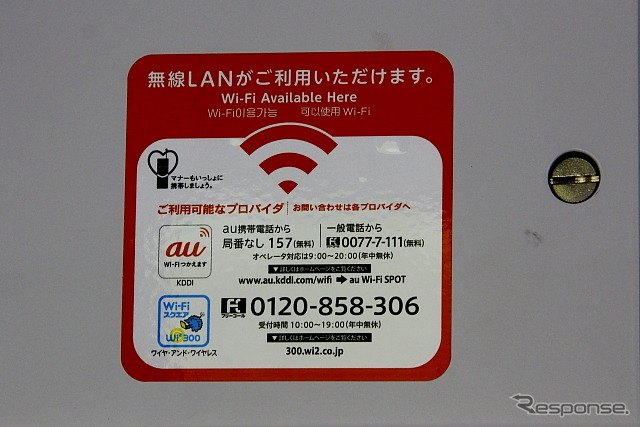 無線LANがご利用いただけます。
Wi-Fi Available Here
Wi-Fi이용가능 可以使用 Wi-Fi
マナーもいっしょに
携帯しましょう。
ご利用可能なプロバイダ お問い合わせは各プロバイダへ
au
Wi-Fiつかえます
KDDI
au携帯電話から
局番なし 157(無料)
一般電話から
0077-7-111(無料)
オペレータ対応は9:00〜20:00(年中無休)
▼詳しくはホームページをご覧ください
www.au.kddi.com/wifi ➡ au Wi-Fi SPOT
Wi-Fi
スクエア
Wi2 300
ワイヤ・アンド・ワイヤレス
フリーコール
0120-858-306
受付時間 10:00〜19:00(年中無休)
▼詳しくはホームページをご覧ください
300.wi2.co.jp
Response.